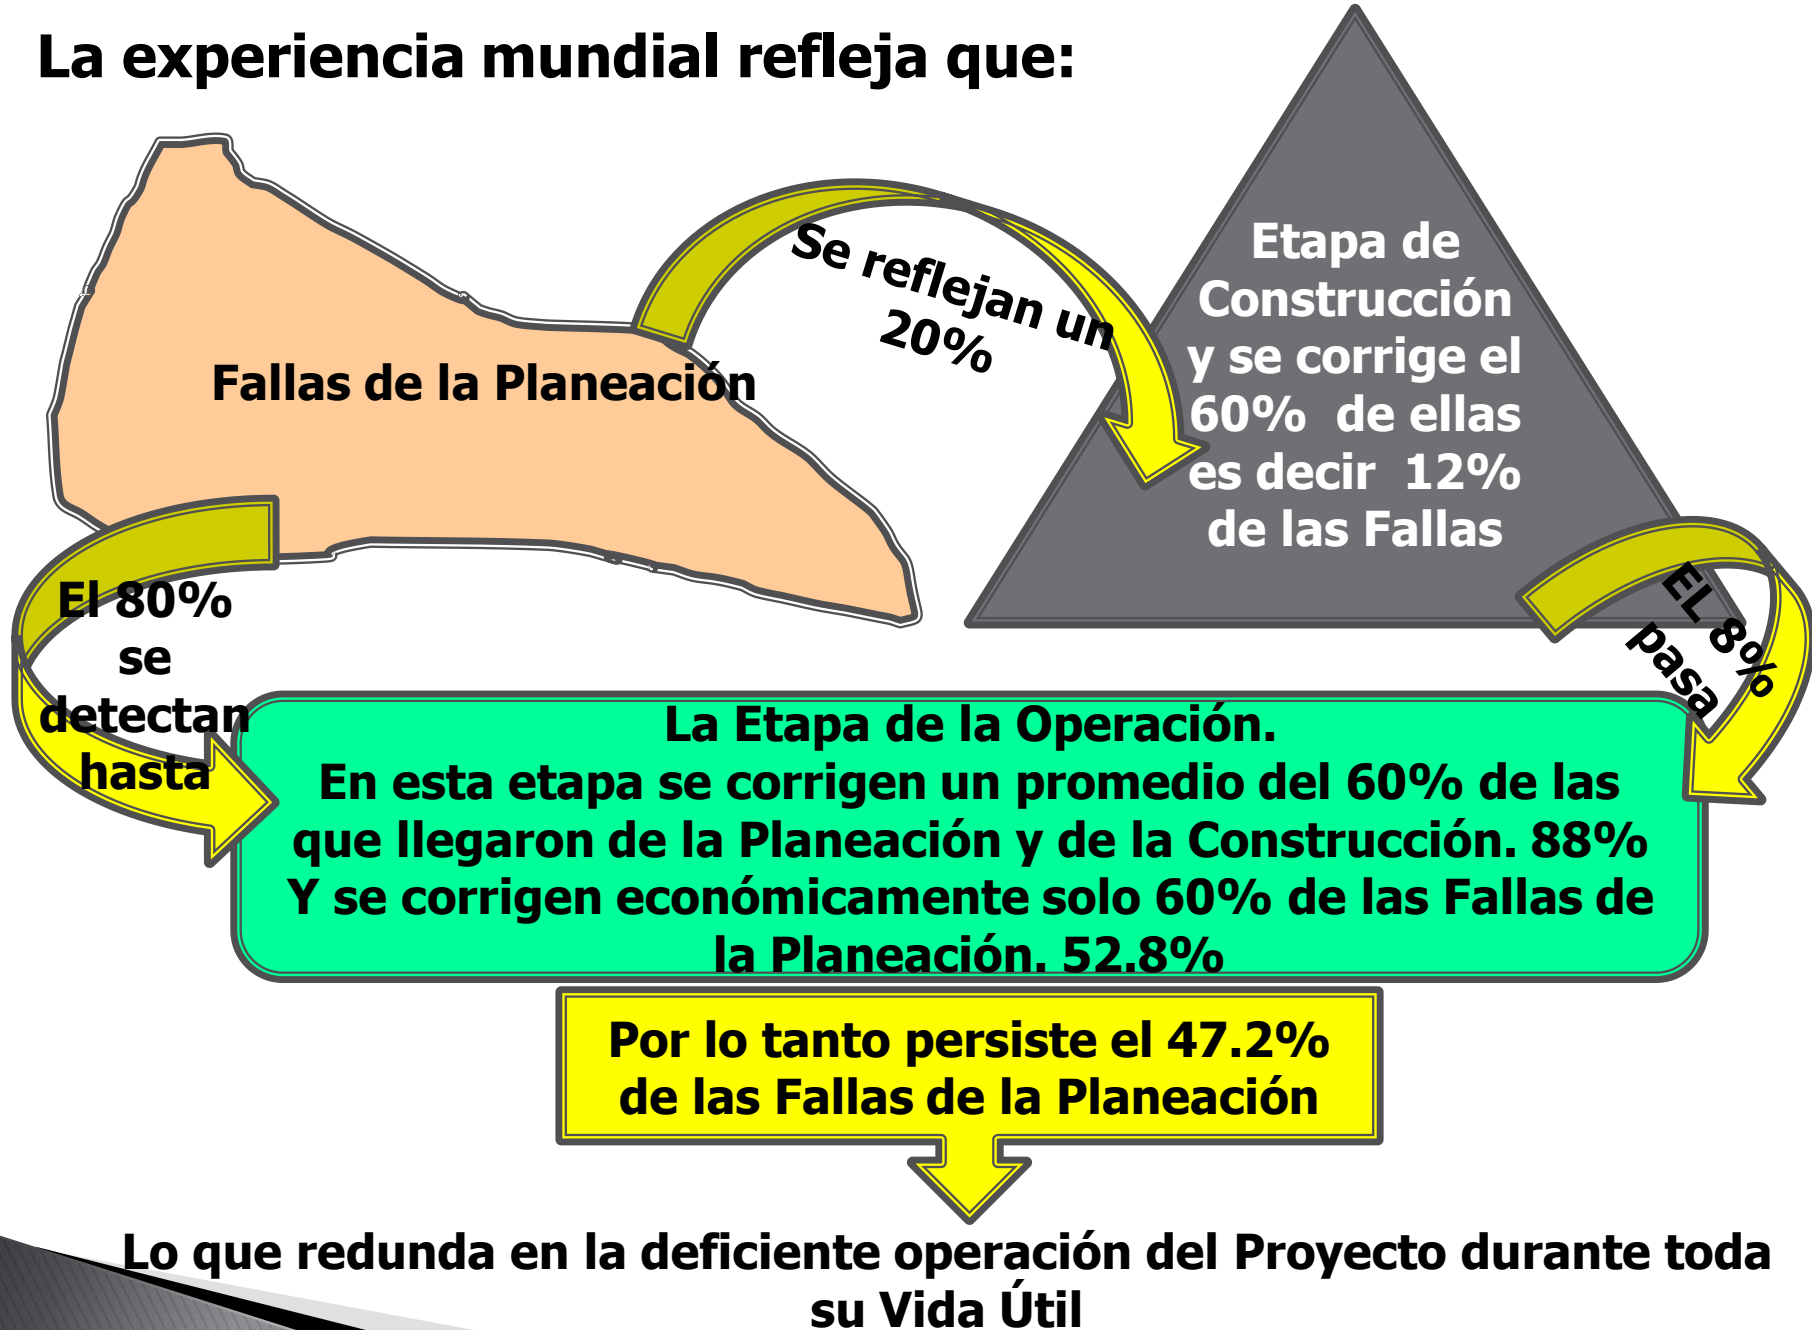 La experiencia mundial refleja que:
Fallas de la Planeación
Se reflejan un
20%
Etapa de
Construcción
y se corrige el
60% de ellas
es decir 12%
de las Fallas
El 80%
se
detectan
hasta
EL 8%
pasa
La Etapa de la Operación.
En esta etapa se corrigen un promedio del 60% de las
que llegaron de la Planeación y de la Construcción. 88%
Y se corrigen económicamente solo 60% de las Fallas de
la Planeación. 52.8%
Por lo tanto persiste el 47.2%
de las Fallas de la Planeación
Lo que redunda en la deficiente operación del Proyecto durante toda
su Vida Útil